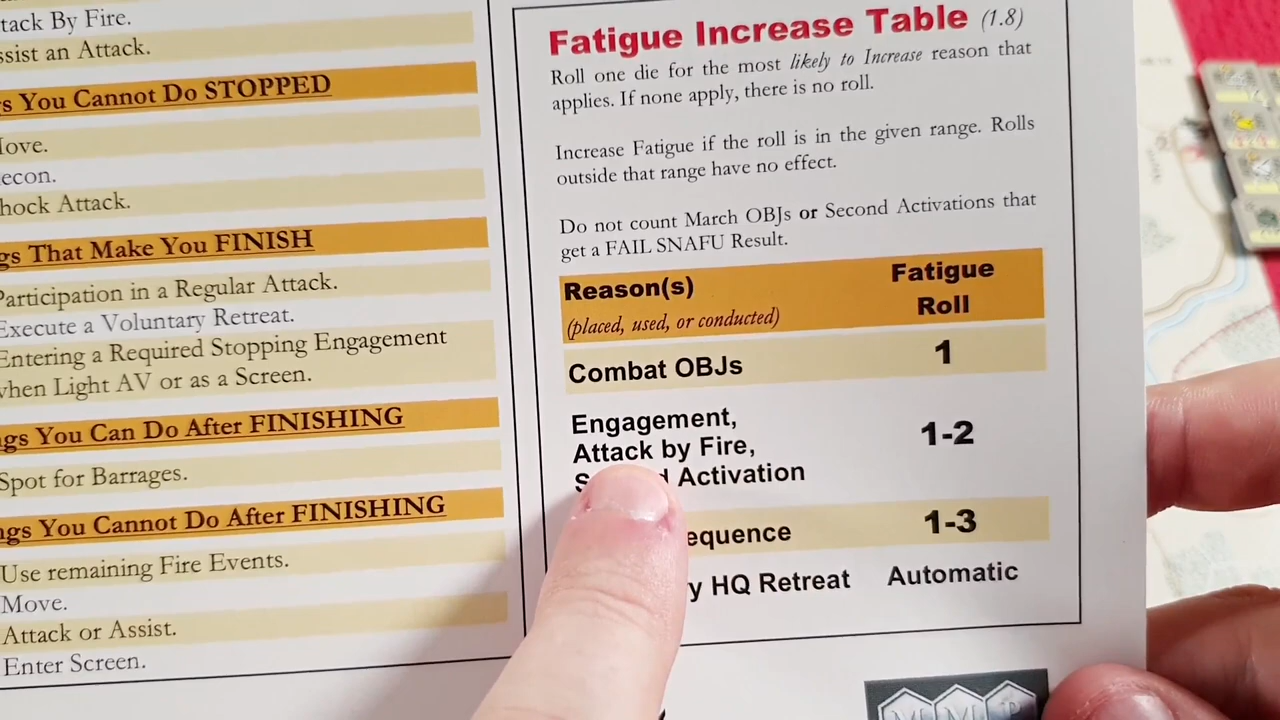 tack By Fire.
ssist an Attack.
gs You Cannot Do STOPPED
ove.
econ.
hock Attack.
gs That Make You FINISH
Participation in a Regular Attack.
Execute a Voluntary Retreat.
Entering a Required Stopping Engagement
when Light AV or as a Screen.
ngs You Can Do After FINISHING
Spot for Barrages.
ngs You Cannot Do After FINISHING
Use remaining Fire Events.
Move.
Attack or Assist.
Enter Screen.
Fatigue Increase Table (1.8)
Roll one die for the most likely to Increase reason that
applies. If none apply, there is no roll.
Increase Fatigue if the roll is in the given range. Rolls
outside that range have no effect.
Do not count March OBJs or Second Activations that
get a FAIL SNAFU Result.
Reason(s)
(placed, used, or conducted)
Fatigue
Roll
Combat OBJs 1
Engagement,
Attack by Fire,
Activation
1-2
equence 1-3
y HQ Retreat Automatic
MMP